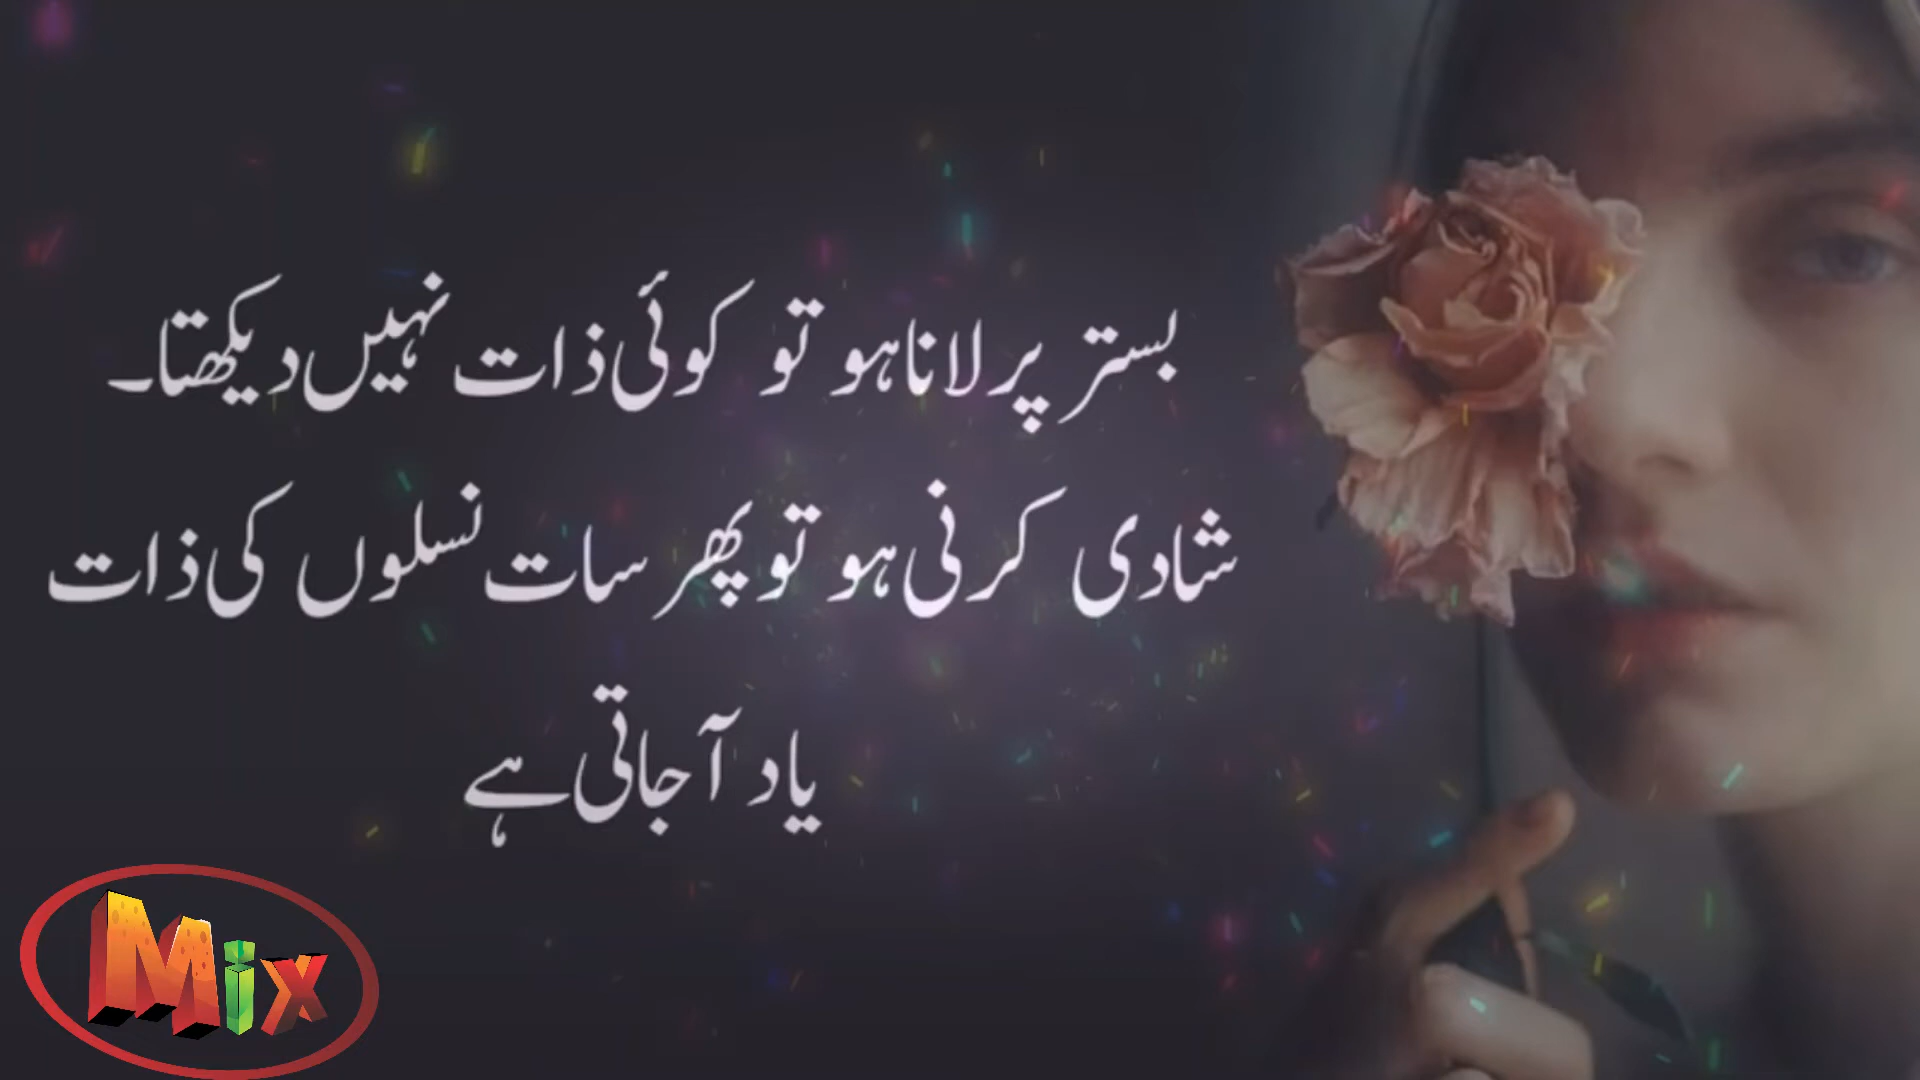 بستر پر لانا ہو تو کوئی ذات نہیں دیکھتا۔
شادی کرنی ہو تو پھر سات نسلوں کی ذات
یاد آ جاتی ہے
Mix